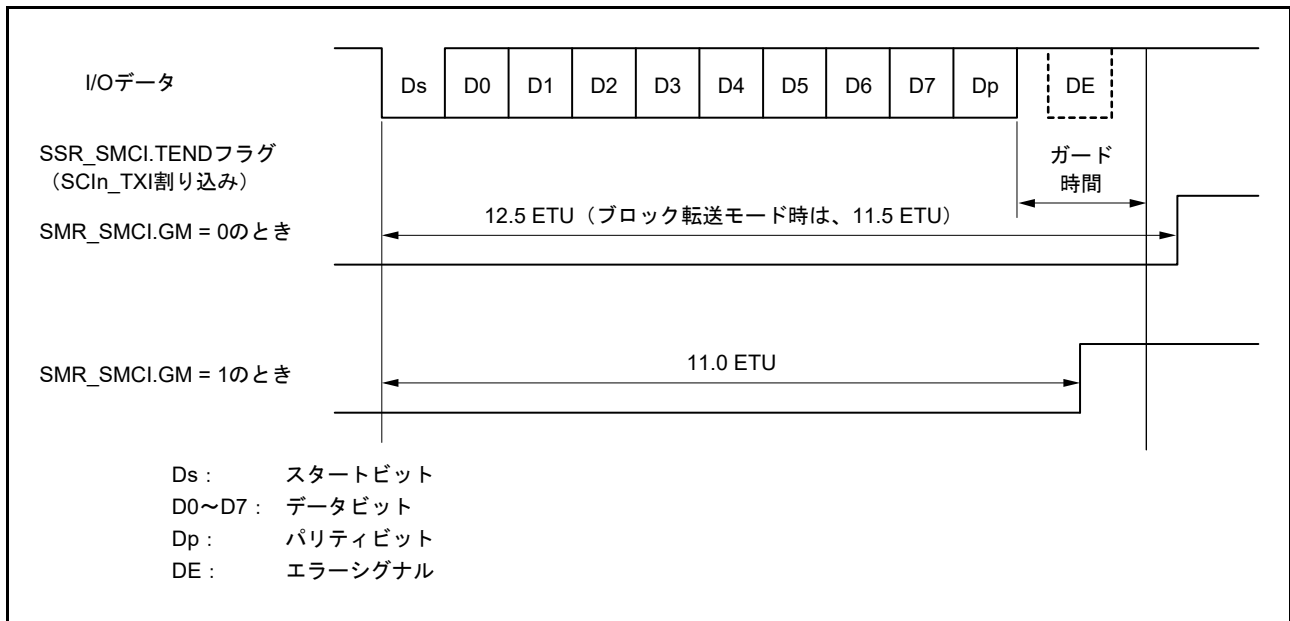 I/Oデータ
Ds D0 D1 D2 D3 D4 D5 D6 D7 Dp DE
SSR_SMCI.TENDフラグ
（SCIn_TXI割り込み）
ガード
時間
SMR_SMCI.GM = 0のとき
12.5 ETU（ブロック転送モード時は、11.5 ETU）
SMR_SMCI.GM = 1のとき
11.0 ETU
Ds： スタートビット
D0～D7： データビット
Dp： パリティビット
DE： エラーシグナル